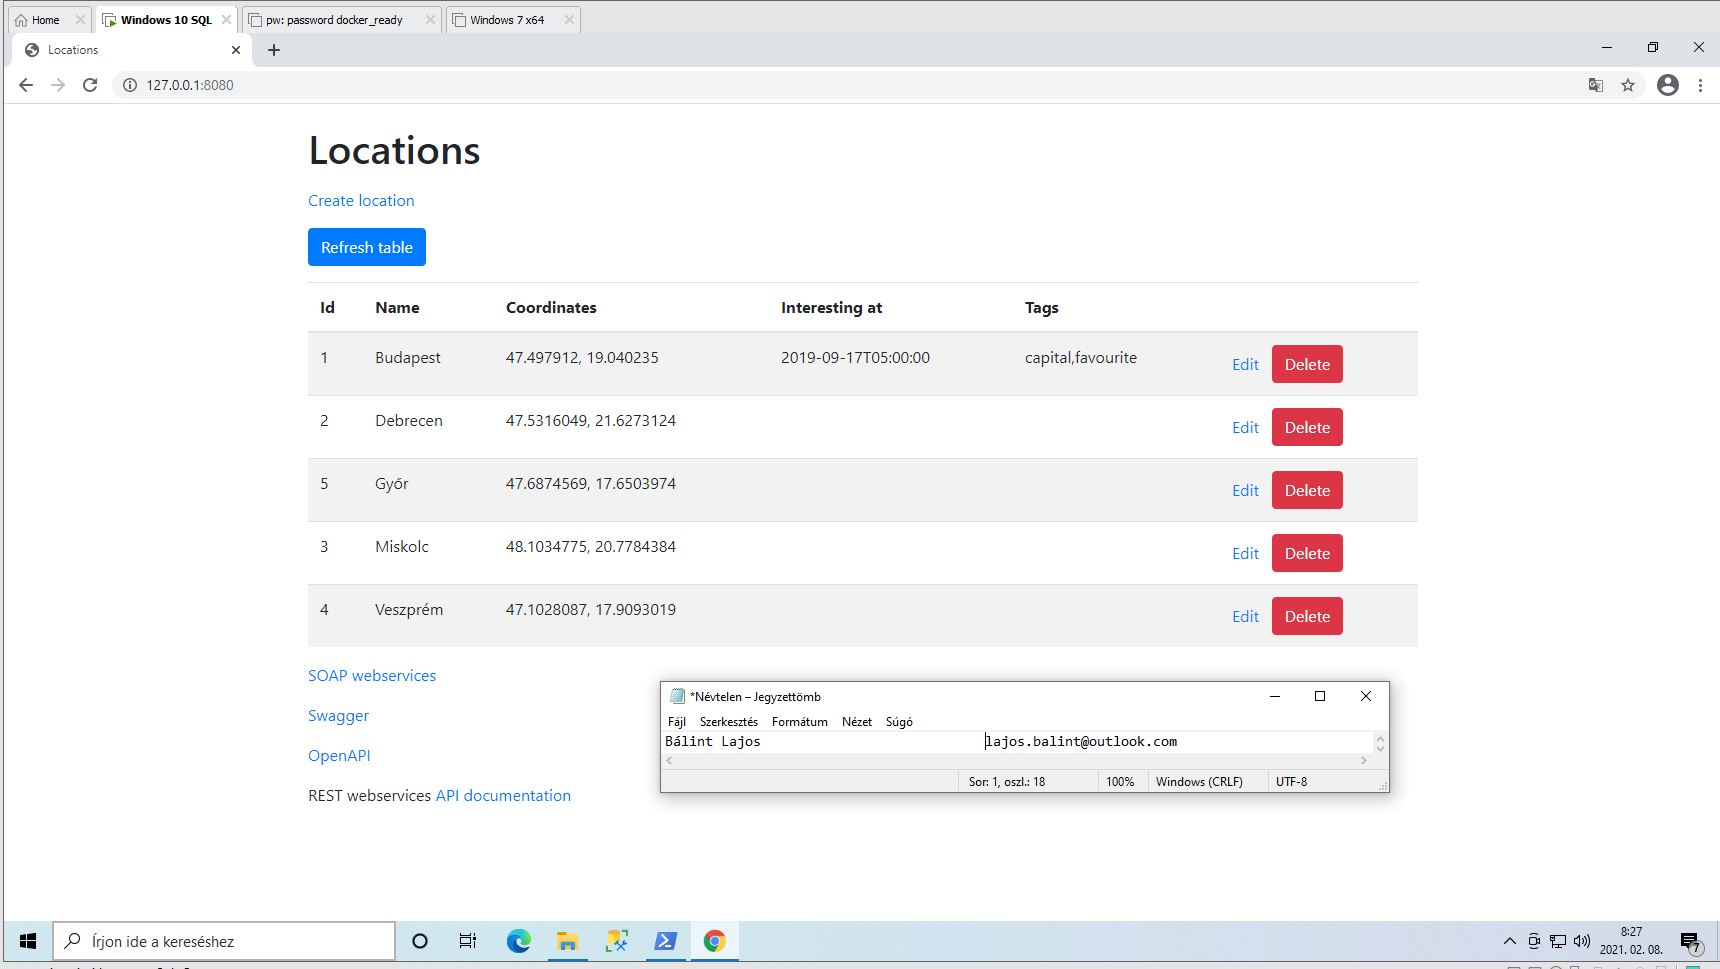 Home
Windows 10 SQL
pw: password docker_ready
Windows 7 x64
Locations
127.0.0.1:8080
Locations
Create location
Refresh table
Id Name Coordinates Interesting at Tags
1 Budapest 47.497912, 19.040235 2019-09-17T05:00:00 capital,favourite Edit Delete
2 Debrecen 47.5316049, 21.6273124 Edit Delete
5 Győr 47.6874569, 17.6503974 Edit Delete
3 Miskolc 48.1034775, 20.7784384 Edit Delete
4 Veszprém 47.1028087, 17.9093019 Edit Delete
SOAP webservices
Swagger
OpenAPI
REST webservices API documentation
*Névtelen – Jegyzettömb
Fájl Szerkesztés Formátum Nézet Súgó
Bálint Lajos lajos.balint@outlook.com
Sor: 1, oszl.: 18 100% Windows (CRLF) UTF-8
Írjon ide a kereséshez
8:27
2021. 02. 08.
7